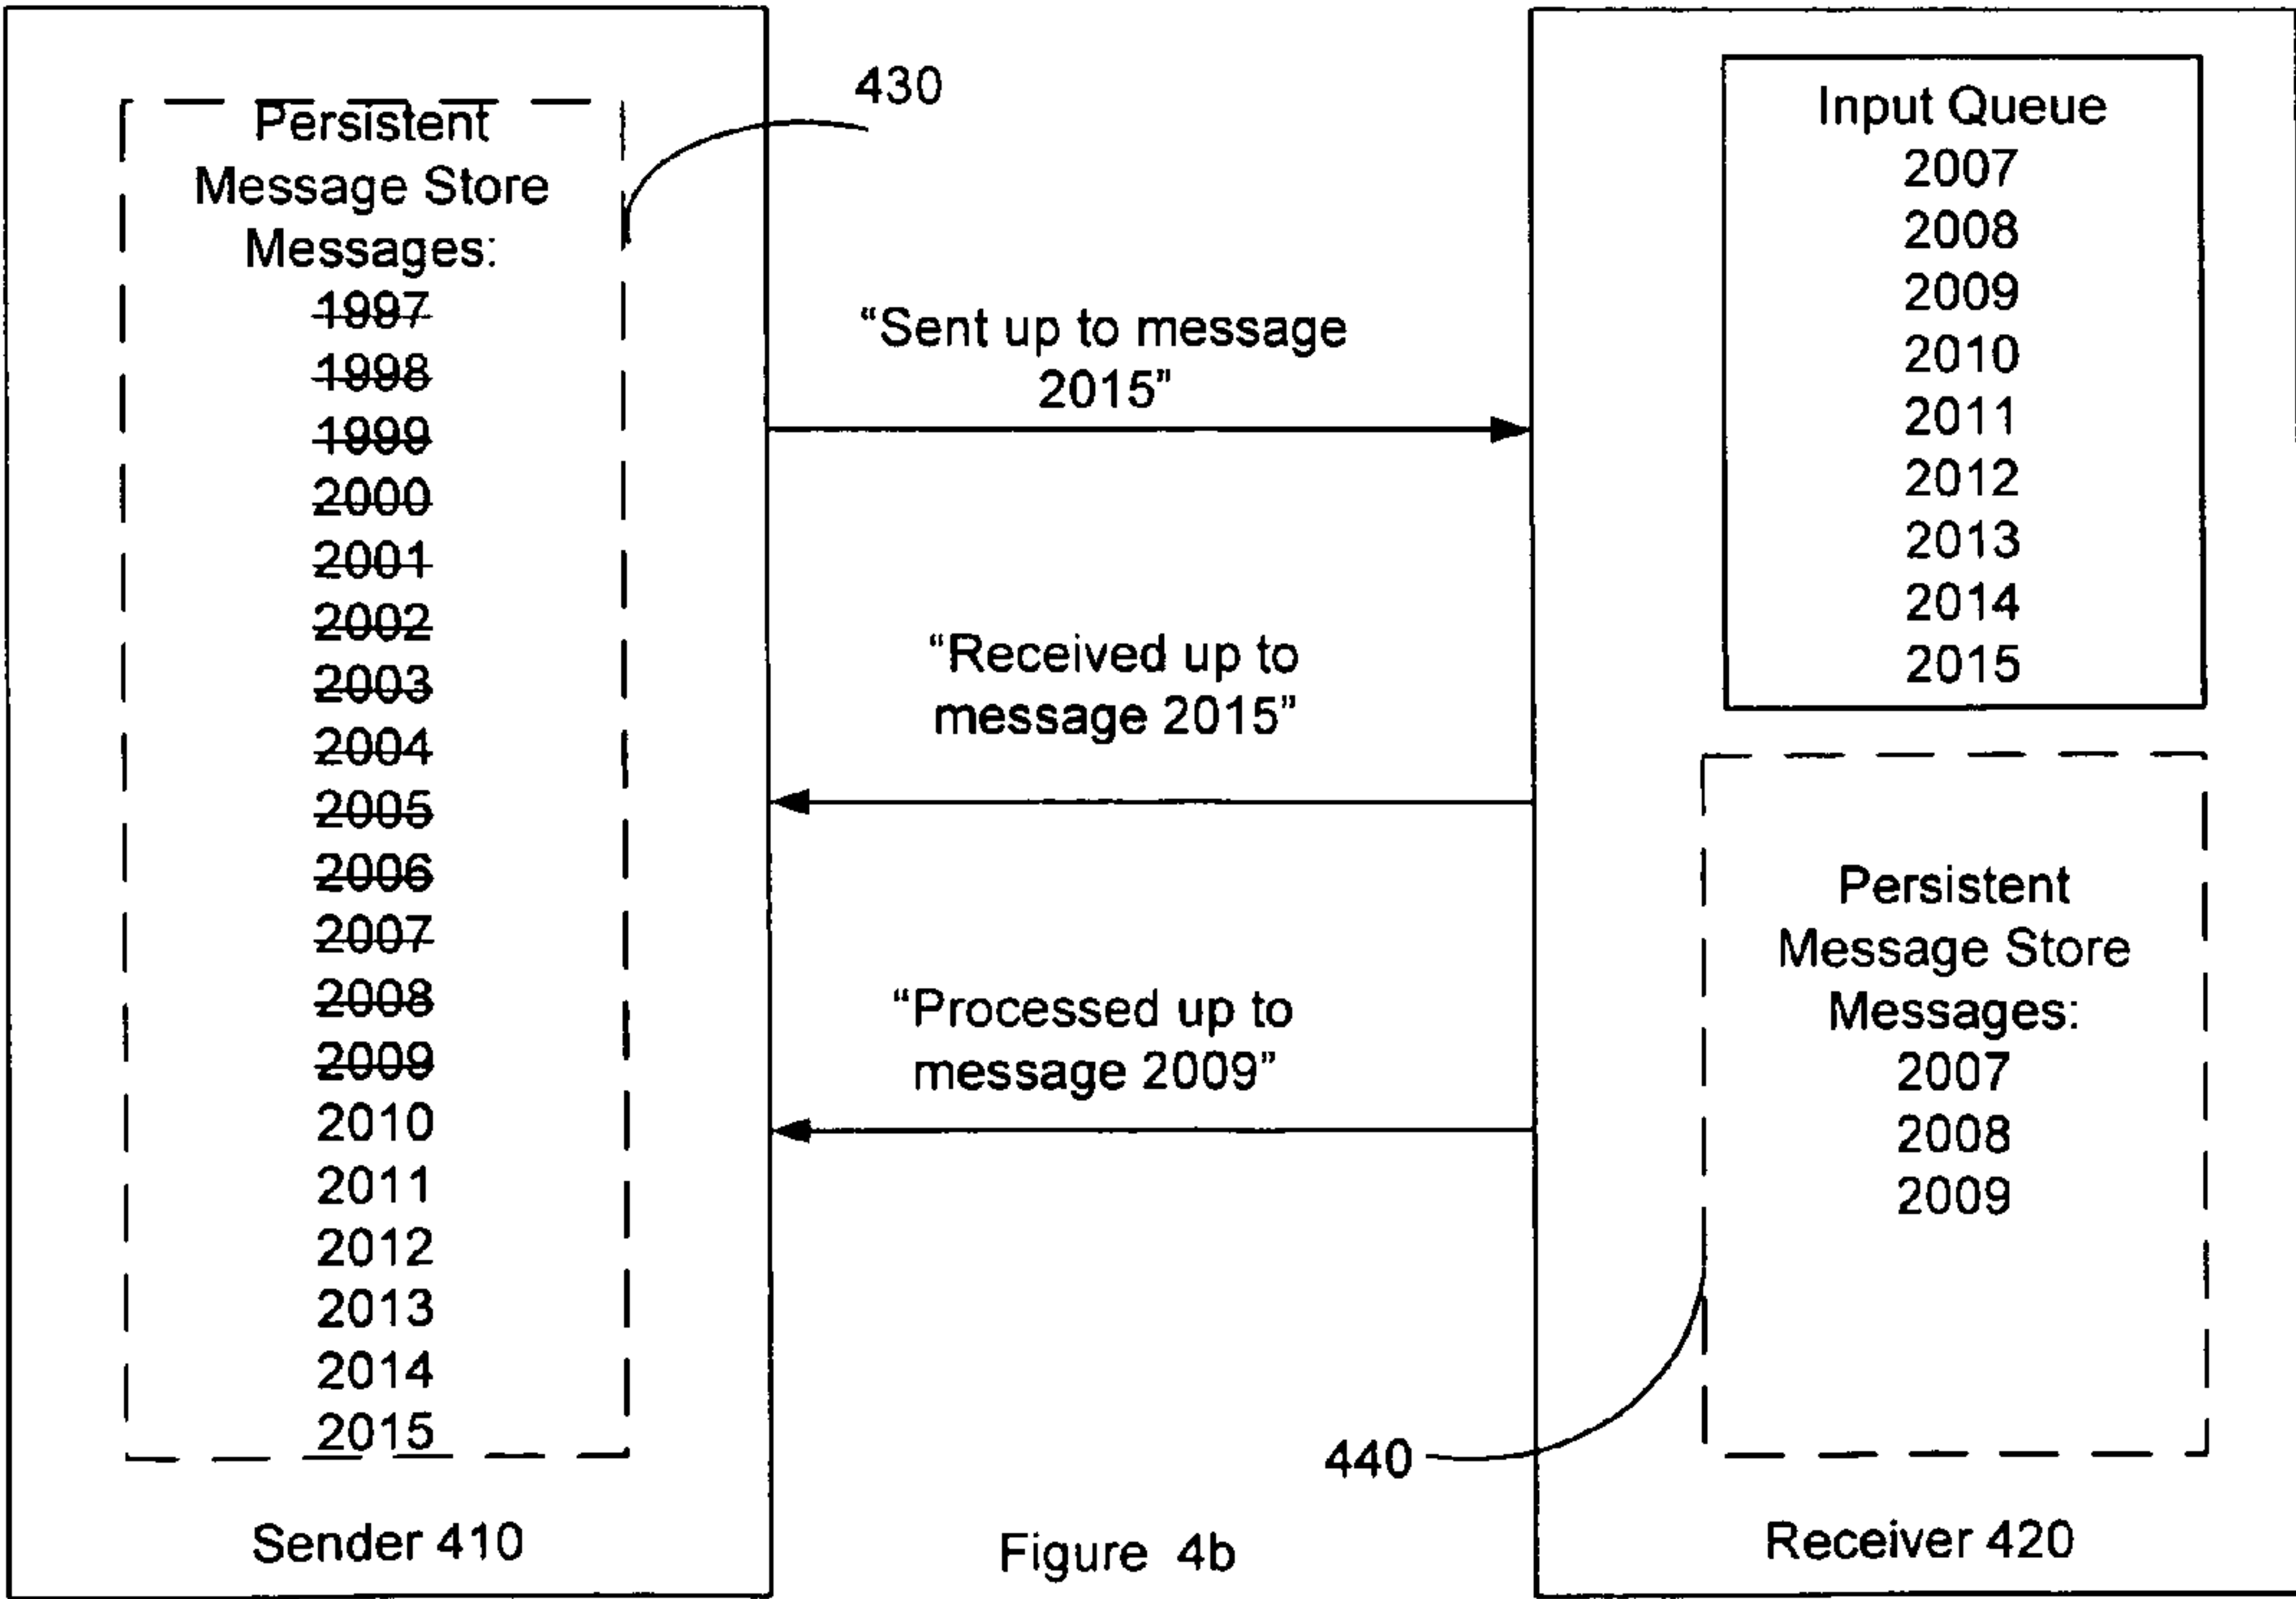 Persistent
Message Store
Messages:
1997
1998
1999
2000
2001
2002
2003
2004
2005
2006
2007
2008
2009
2010
2011
2012
2013
2014
2015
Sender 410
430
“Sent up to message
2015”
“Received up to
message 2015”
“Processed up to
message 2009”
440
Figure 4b
Input Queue
2007
2008
2009
2010
2011
2012
2013
2014
2015
Persistent
Message Store
Messages:
2007
2008
2009
Receiver 420